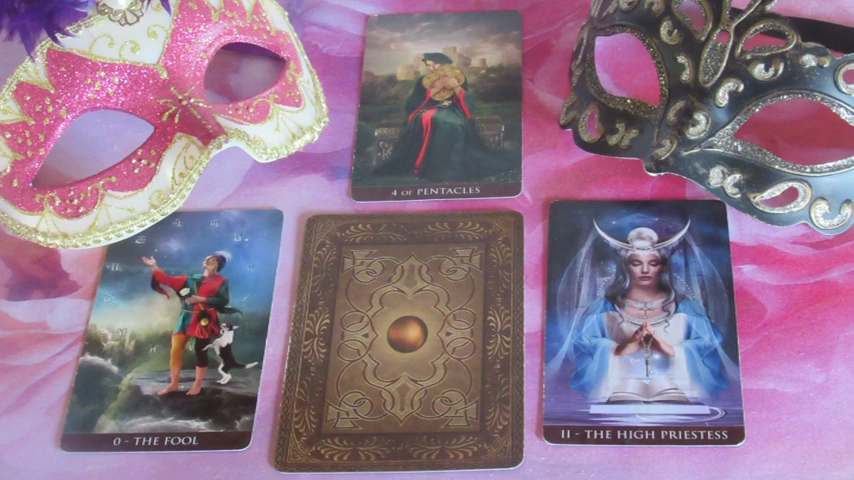 4 OF PENTACLES
0 - THE FOOL
II - THE HIGH PRIESTESS